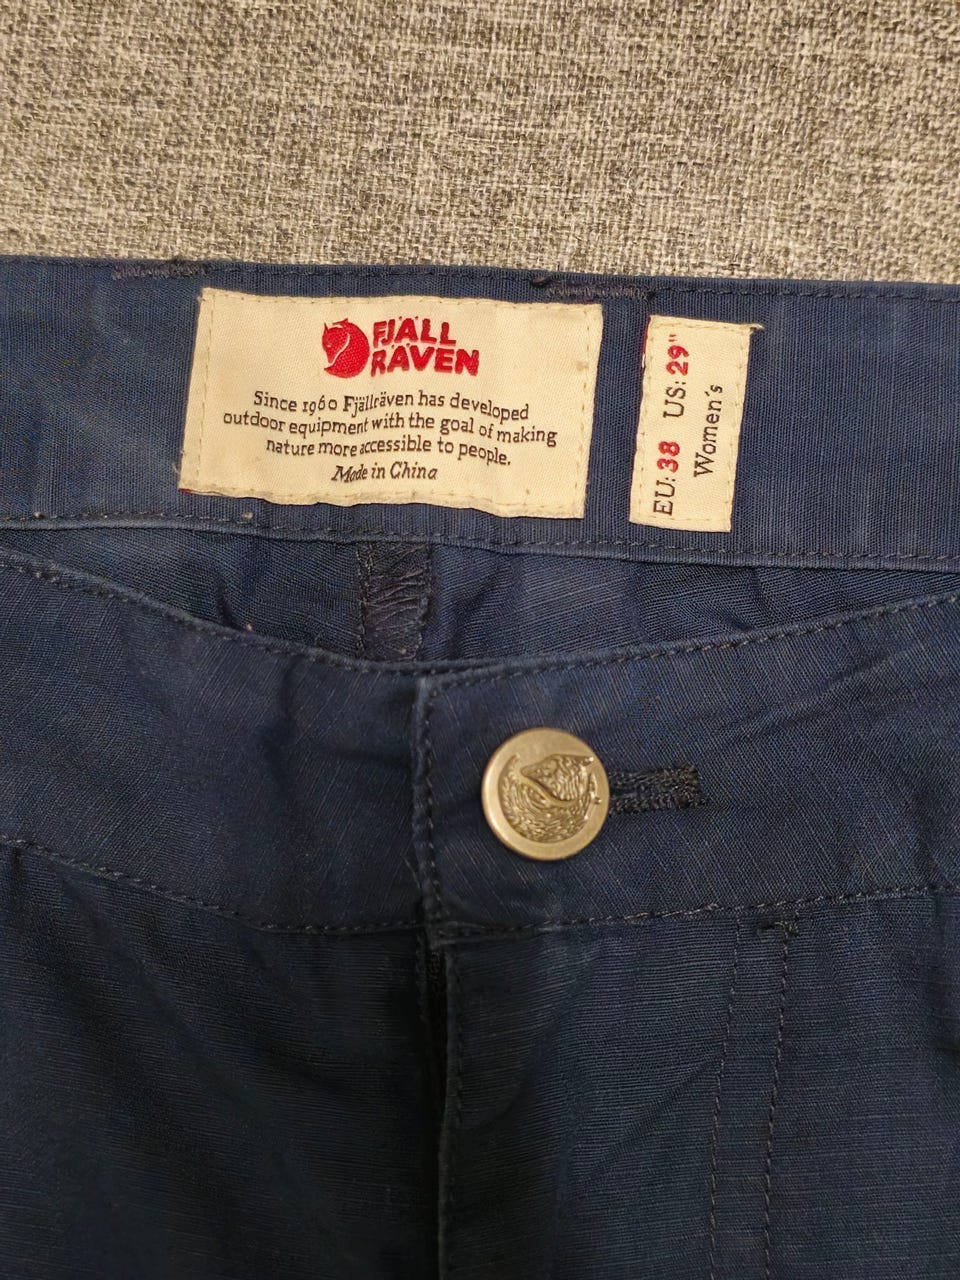 FJÄLL
RÄVEN
Since 1960 Fjällräven has developed
outdoor equipment with the goal of making
nature more accessible to people.
Made in China
EU: 38 US: 29"
Women's